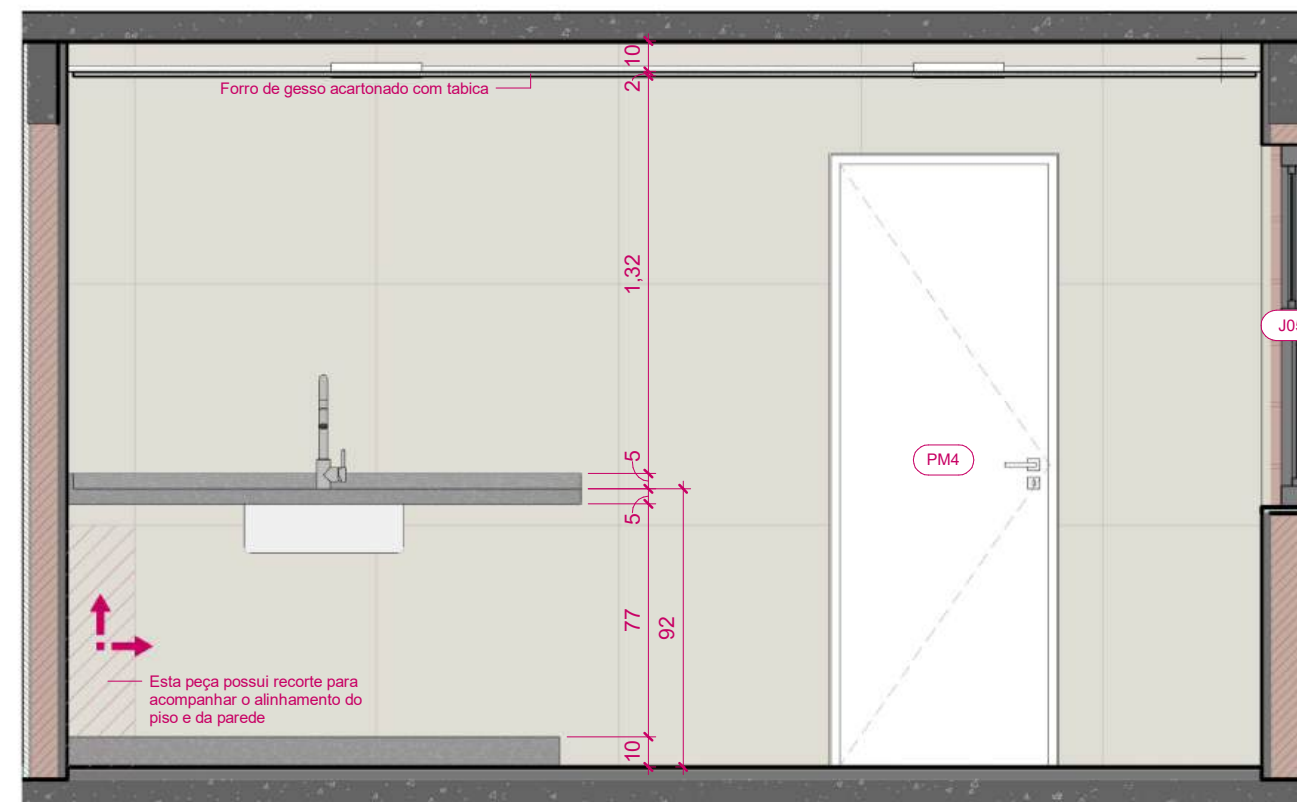 10
Forro de gesso acartonado com tabica
2
1,32
J05
5
PM4
5
77
92
Esta peça possui recorte para
acompanhar o alinhamento do
piso e da parede
10